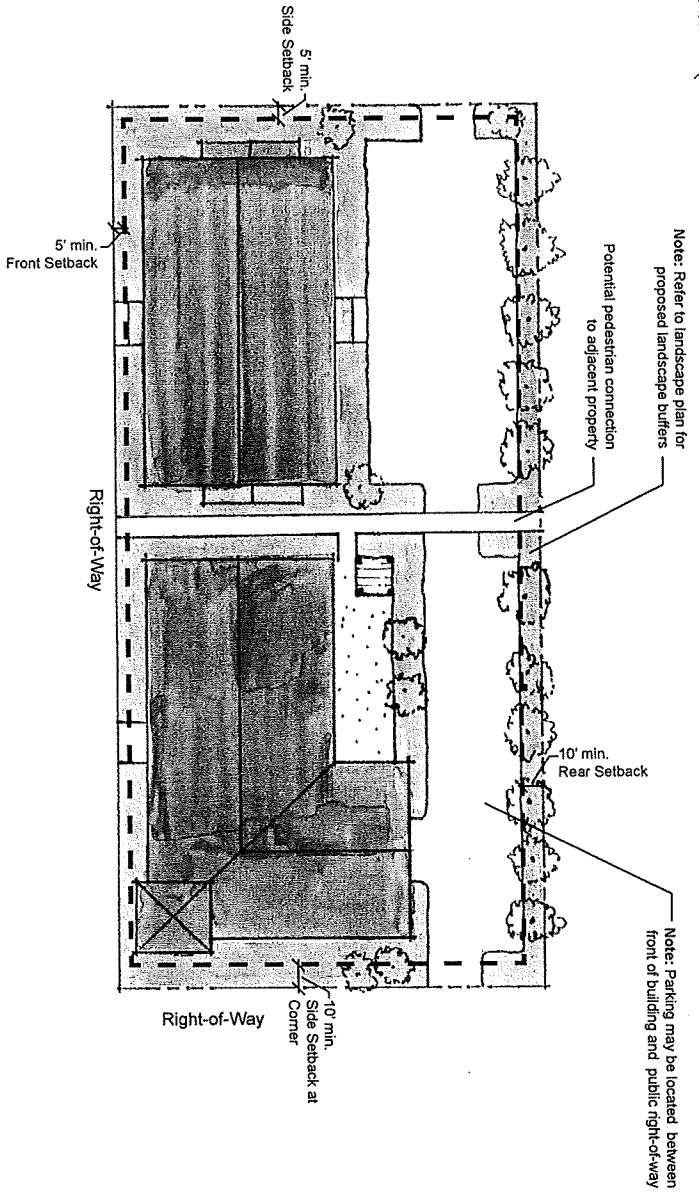 5' min.
Side Setback
5' min.
Front Setback
Note: Refer to landscape plan for
proposed landscape buffers
Potential pedestrian connection
to adjacent property
Right-of-Way
10' min.
Rear Setback
Note: Parking may be located between
front of building and public right-of-way
Right-of-Way
10' min.
Side Setback at
Corner